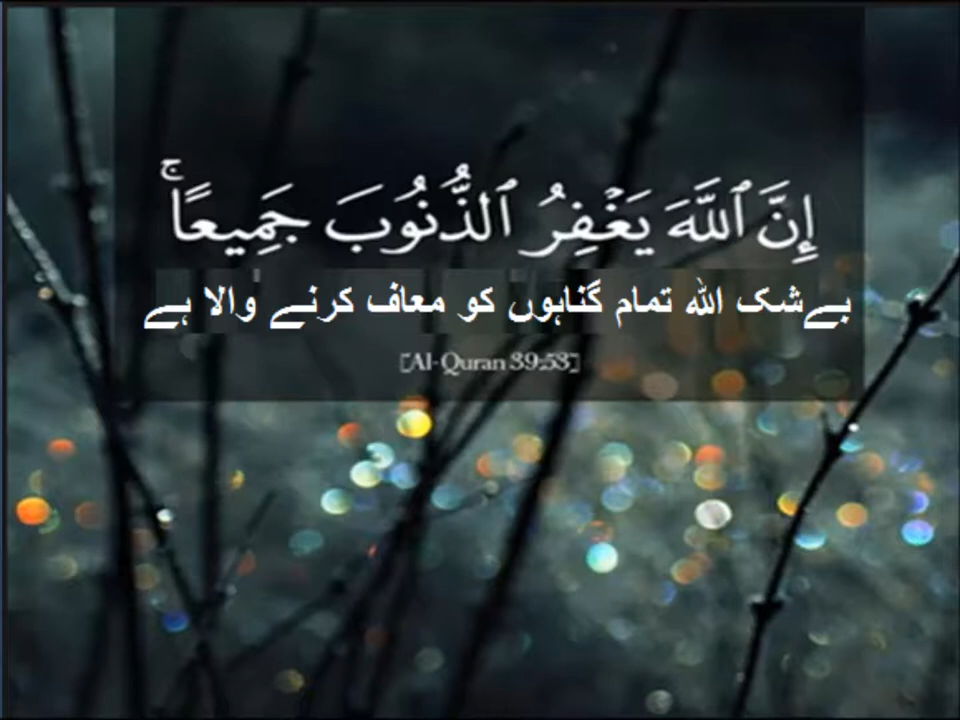 إِنَّ ٱللَّهَ يَغْفِرُ ٱلذُّنُوبَ جَمِيعًا ۚ
بےشک اللہ تمام گناہوں کو معاف کرنے والا ہے
[Al-Quran 39:53]